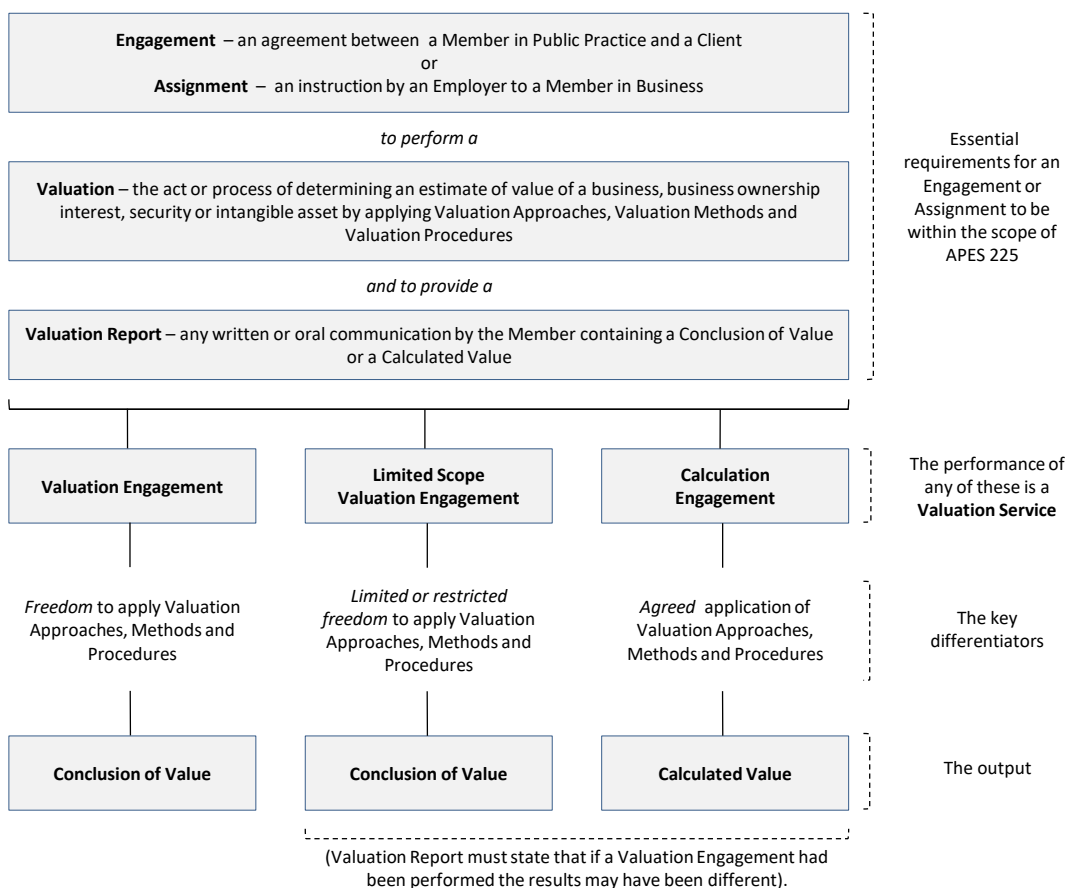 Engagement – an agreement between a Member in Public Practice and a Client
or
Assignment – an instruction by an Employer to a Member in Business
to perform a
Valuation – the act or process of determining an estimate of value of a business, business ownership
interest, security or intangible asset by applying Valuation Approaches, Valuation Methods and
Valuation Procedures
and to provide a
Valuation Report – any written or oral communication by the Member containing a Conclusion of Value
or a Calculated Value
Essential
requirements for an
Engagement or
Assignment to be
within the scope of
APES 225
Valuation Engagement
Limited Scope
Valuation Engagement
Calculation
Engagement
The performance of
any of these is a
Valuation Service
Freedom to apply Valuation
Approaches, Methods and
Procedures
Limited or restricted
freedom to apply Valuation
Approaches, Methods and
Procedures
Agreed application of
Valuation Approaches,
Methods and Procedures
The key
differentiators
Conclusion of Value
Conclusion of Value
Calculated Value
The output
(Valuation Report must state that if a Valuation Engagement had
been performed the results may have been different).